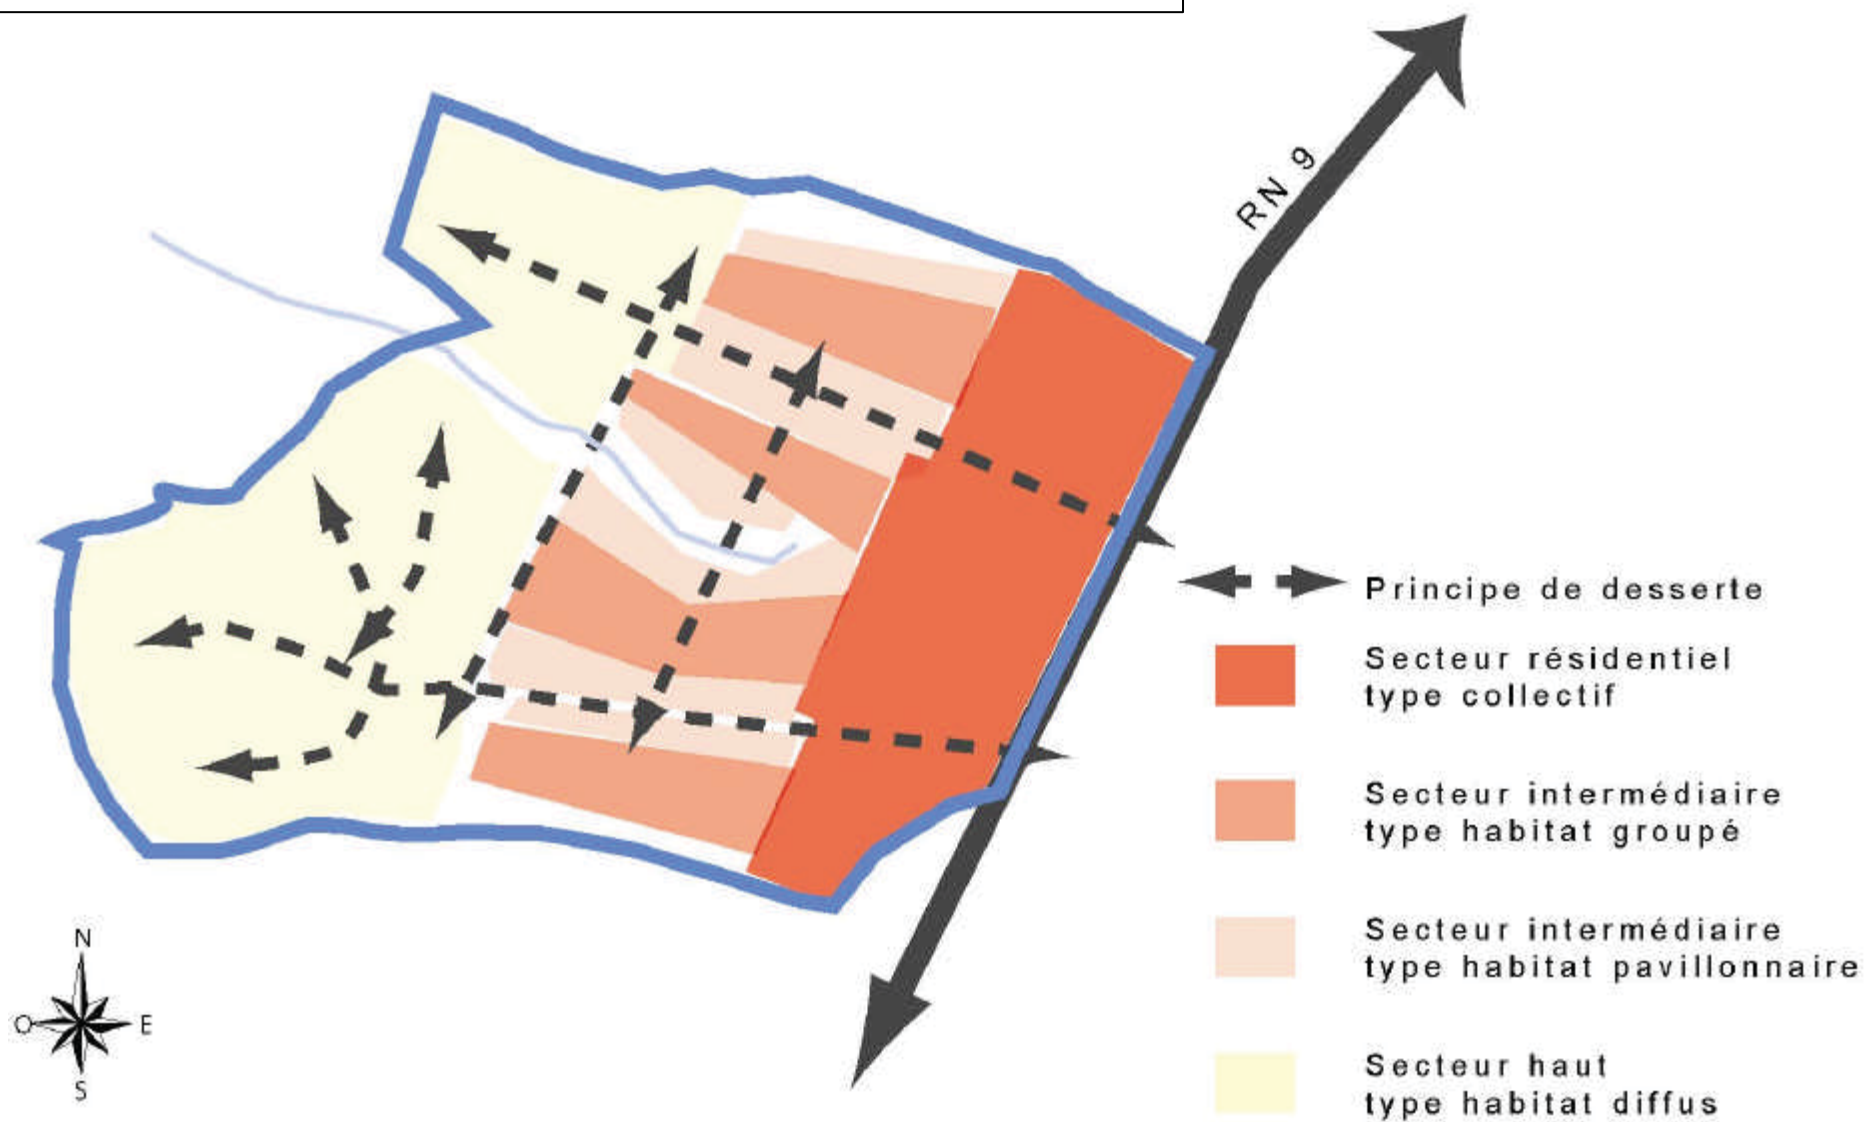 RN 9
Principe de desserte
Secteur résidentiel
type collectif
Secteur intermédiaire
type habitat groupé
Secteur intermédiaire
type habitat pavillonnaire
Secteur haut
type habitat diffus
N
O E
S